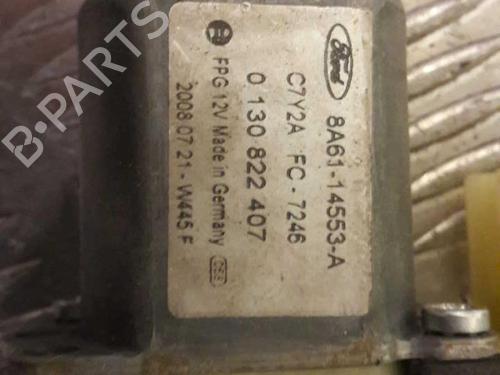 Ford
8A61-14553-A
C7Y2A FC-7246
0 130 822 407
FPG 12V Made in Germany
2008.07.21-W445.F
B-PARTS